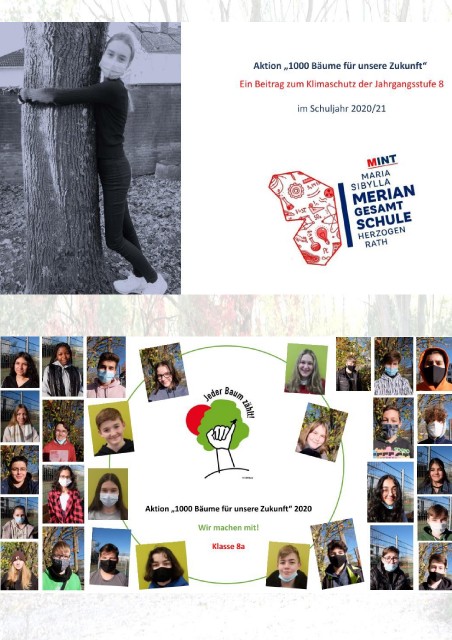 Aktion „1000 Bäume für unsere Zukunft“
Ein Beitrag zum Klimaschutz der Jahrgangsstufe 8
im Schuljahr 2020/21
MINT
MARIA
SIBYLLA
MERIAN
GESAMT
SCHULE
HERZOGEN
RATH
Jeder Baum zählt!
Aktion „1000 Bäume für unsere Zukunft“ 2020
Wir machen mit!
Klasse 8a